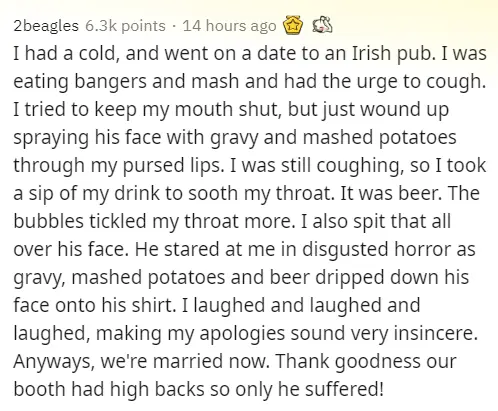 2beagles 6.3k points · 14 hours ago
I had a cold, and went on a date to an Irish pub. I was
eating bangers and mash and had the urge to cough.
I tried to keep my mouth shut, but just wound up
spraying his face with gravy and mashed potatoes
through my pursed lips. I was still coughing, so I took
a sip of my drink to sooth my throat. It was beer. The
bubbles tickled my throat more. I also spit that all
over his face. He stared at me in disgusted horror as
gravy, mashed potatoes and beer dripped down his
face onto his shirt. I laughed and laughed and
laughed, making my apologies sound very insincere.
Anyways, we're married now. Thank goodness our
booth had high backs so only he suffered!